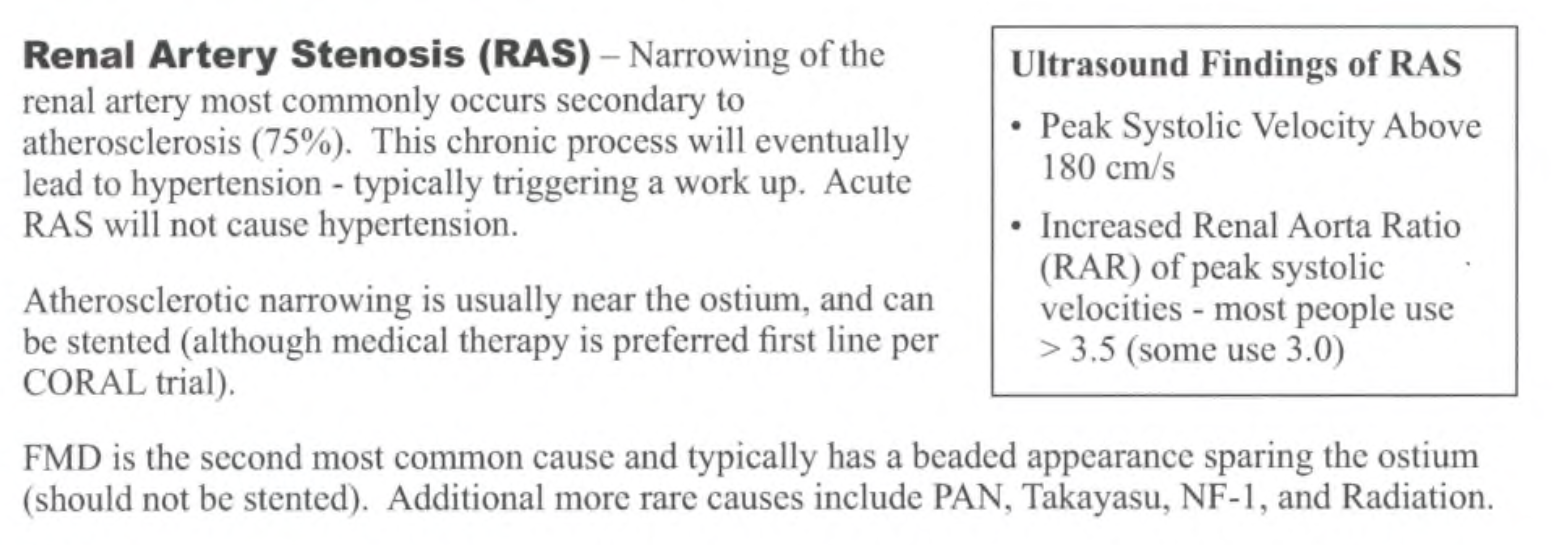 Renal Artery Stenosis (RAS) – Narrowing of the
renal artery most commonly occurs secondary to
atherosclerosis (75%). This chronic process will eventually
lead to hypertension - typically triggering a work up. Acute
RAS will not cause hypertension.
Atherosclerotic narrowing is usually near the ostium, and can
be stented (although medical therapy is preferred first line per
CORAL trial).
Ultrasound Findings of RAS
• Peak Systolic Velocity Above
180 cm/s
• Increased Renal Aorta Ratio
(RAR) of peak systolic
velocities - most people use
> 3.5 (some use 3.0)
FMD is the second most common cause and typically has a beaded appearance sparing the ostium
(should not be stented). Additional more rare causes include PAN, Takayasu, NF-1, and Radiation.